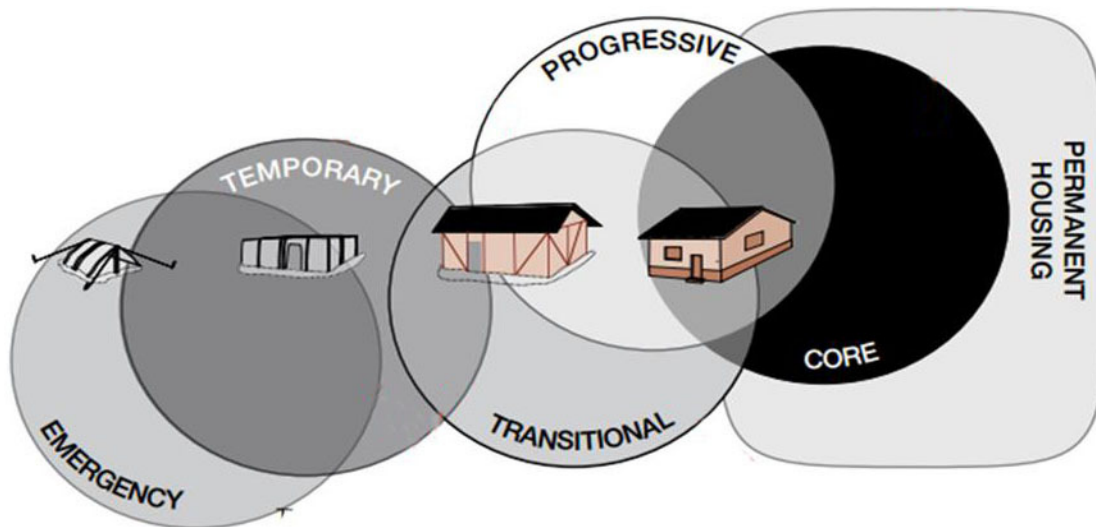 PROGRESSIVE
TEMPORARY
PERMANENT
HOUSING
CORE
TRANSITIONAL
EMERGENCY